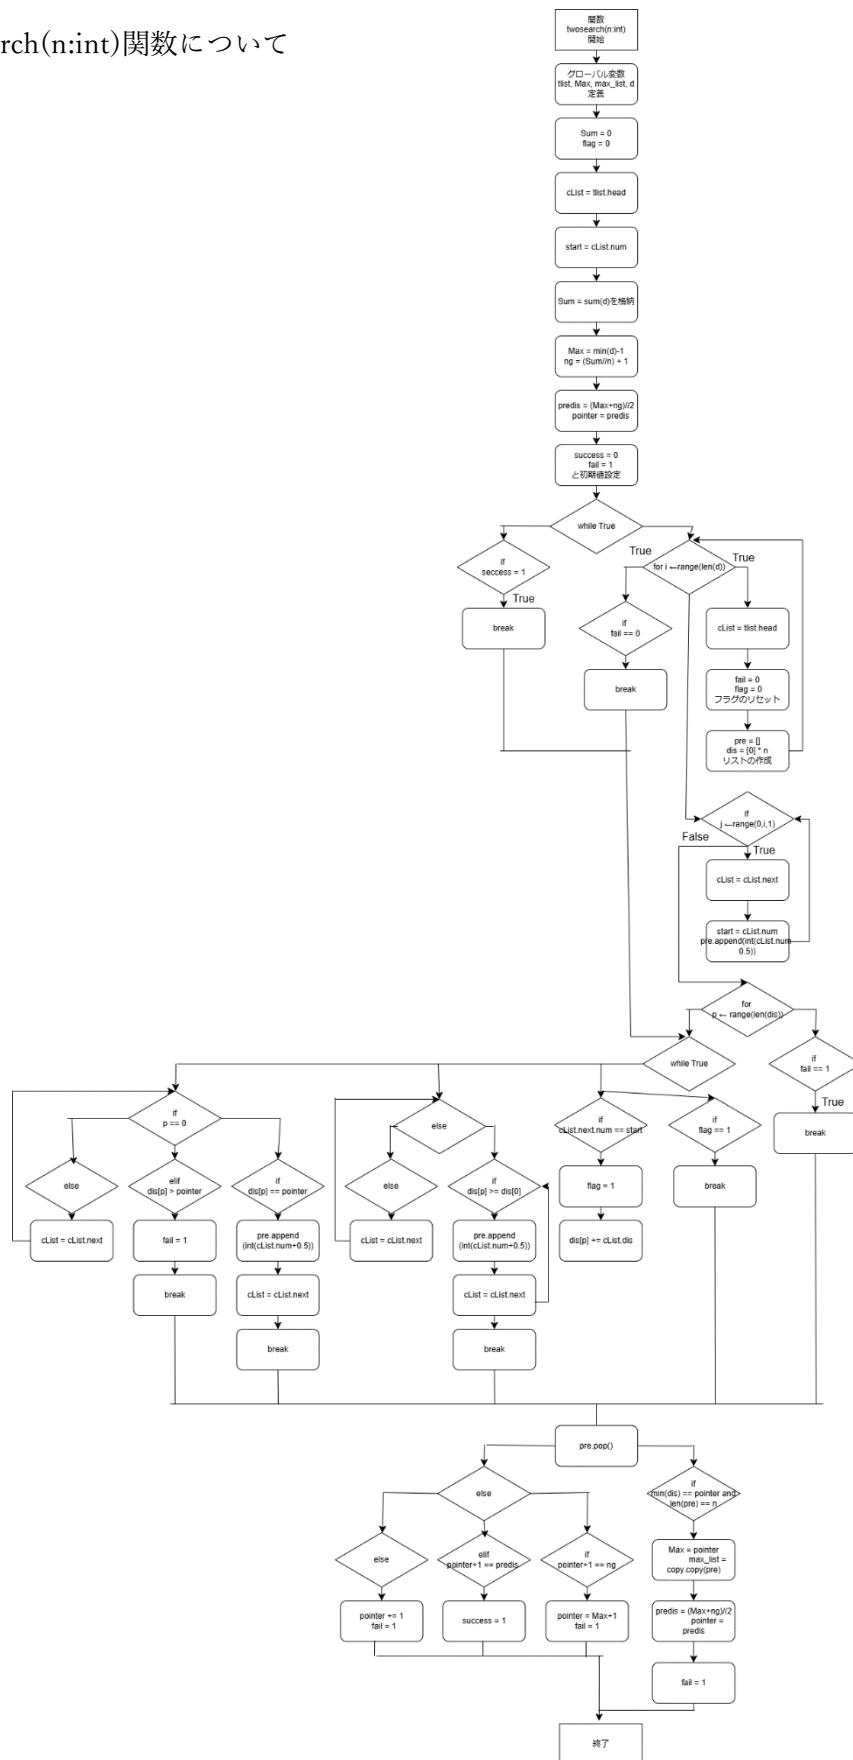 rch(n:int)関数について
関数
twosearch(n:int)
開始
グローバル変数
tlist, Max, max_list, d
定義
Sum = 0
flag = 0
cList = tlist.head
start = cList.num
Sum = sum(d)を格納
Max = min(d)-1
ng = (Sum//n) + 1
predis = (Max+ng)//2
pointer = predis
success = 0
fail = 1
と初期値設定
while True
if
seccess = 1
True
break
True
for i ←range(len(d))
True
if
fail == 0
break
cList = tlist.head
fail = 0
flag = 0
フラグのリセット
pre = []
dis = [0] * n
リストの作成
if
j ←range(0,i,1)
False
True
cList = cList.next
start = cList.num
pre.append(int(cList.num
0.5))
for
p ← range(len(dis))
while True
if
fail == 1
True
break
if
p == 0
else
cList = cList.next
elif
dis[p] > pointer
fail = 1
break
if
dis[p] == pointer
pre.append
(int(cList.num+0.5))
cList = cList.next
break
else
else
cList = cList.next
if
dis[p] >= dis[0]
pre.append
(int(cList.num+0.5))
cList = cList.next
break
if
cList.next.num == start
flag = 1
dis[p] += cList.dis
if
flag == 1
break
pre.pop()
else
else
pointer += 1
fail = 1
elif
pointer+1 == predis
success = 1
if
pointer+1 == ng
pointer = Max+1
fail = 1
if
min(dis) == pointer and
len(pre) == n
Max = pointer
max_list =
copy.copy(pre)
predis = (Max+ng)//2
pointer =
predis
fail = 1
終了